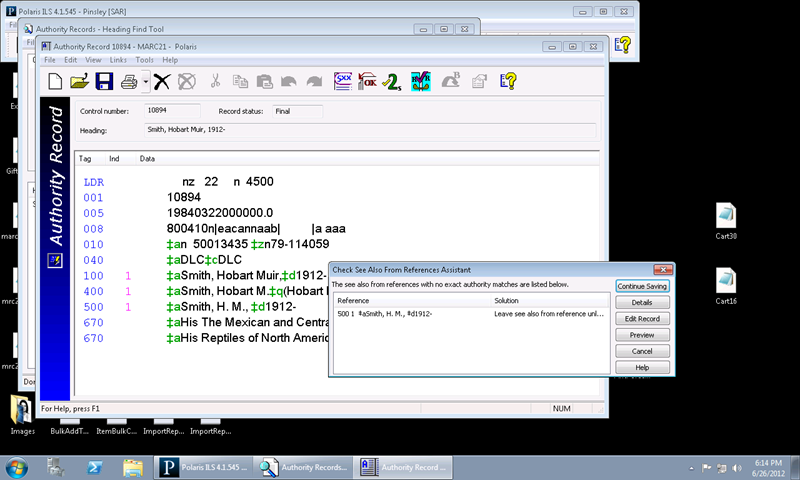 Polaris ILS 4.1.545 - Pinsley [SAR]
Authority Records - Heading Find Tool
Authority Record 10894 - MARC21 - Polaris
File Edit View Links Tools Help
Control number: 10894 Record status: Final
Heading: Smith, Hobart Muir, 1912-
Authority Record
Tag Ind Data
LDR nz 22 n 4500
001 10894
005 19840322000000.0
008 800410n|eacannaab| |a aaa
010 ‡an 50013435 ‡zn79-114059
040 ‡aDLC‡cDLC
100 1 ‡aSmith, Hobart Muir,‡d1912-
400 1 ‡aSmith, Hobart M.‡q(Hobart
500 1 ‡aSmith, H. M.,‡d1912-
670 ‡aHis The Mexican and Centra
670 ‡aHis Reptiles of North Americ
For Help, press F1
NUM
Check See Also From References Assistant
The see also from references with no exact authority matches are listed below.
Reference Solution
500 1 ‡aSmith, H. M., ‡d1912- Leave see also from reference unl...
Continue Saving
Details
Edit Record
Preview
Cancel
Help
Cart30
Cart16
Images
BulkAddT...
ItemBulkC...
ImportRep...
ImportRep...
Polaris ILS 4.1.545 ...
Authority Records...
Authority Record ...
6:14 PM
6/26/2012